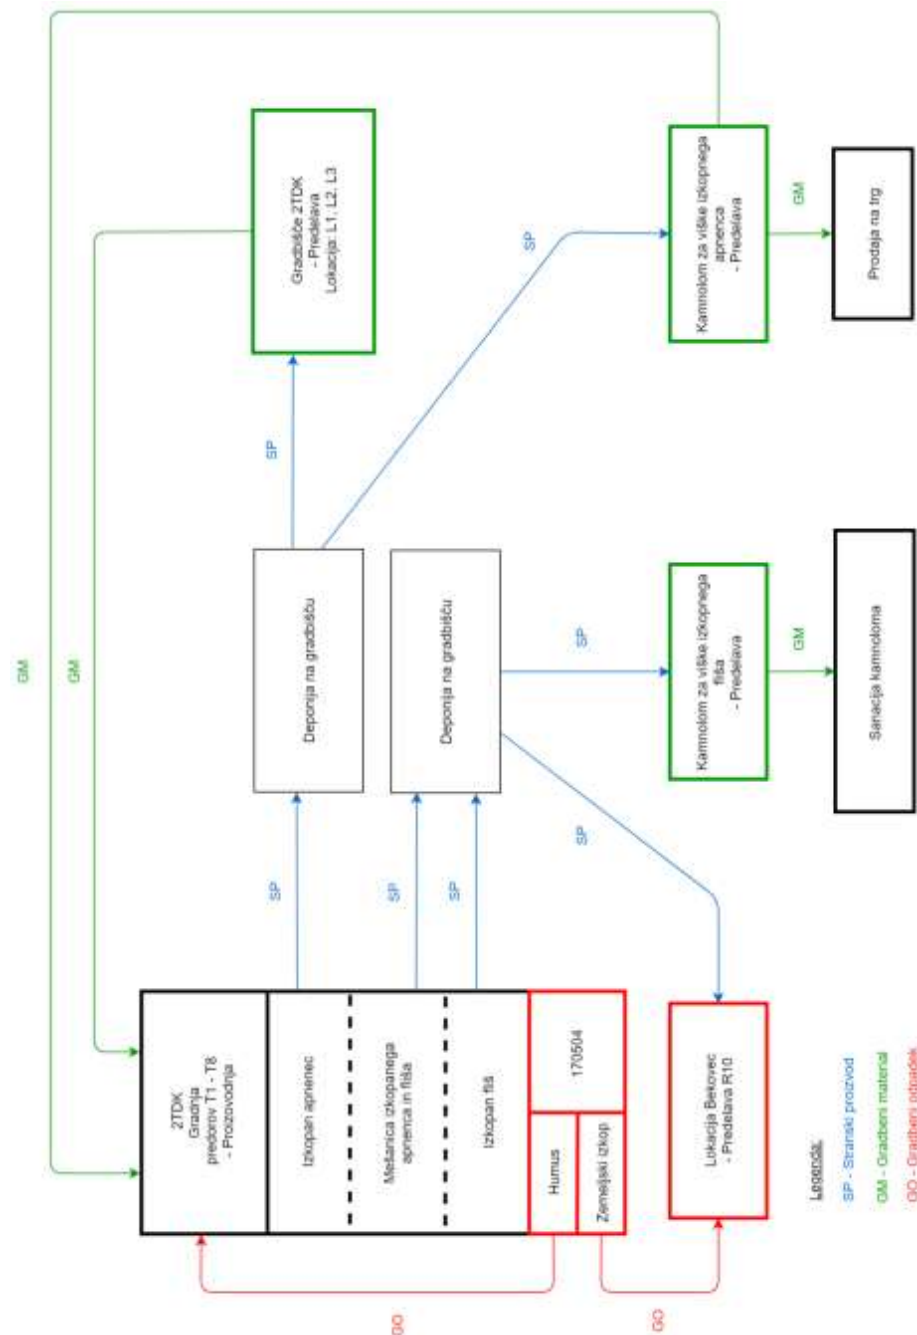 GM
GM
2TDK
Gradnja
predorov T1 - T8
- Proizovodnja
Izkopan apnenec
Mešanica izkopanega
apnenca in fliša
Izkopan fliš
Humus
Zemeljski izkop
170504
GO
GO
SP
SP
SP
Deponija na gradbišču
Deponija na gradbišču
SP
SP
SP
SP
Gradbišče 2TDK
- Predelava
Lokacija: L1, L2, L3
Kamnolom za viške izkopnega
apnenca
- Predelava
GM
Prodaja na trg
Kamnolom za viške izkopnega
fliša
- Predelava
GM
Sanacija kamnoloma
Lokacija Bekovec
- Predelava R10
Legenda:
SP - Stranski proizvod
GM - Gradbeni material
GO - Gradbeni odpadek